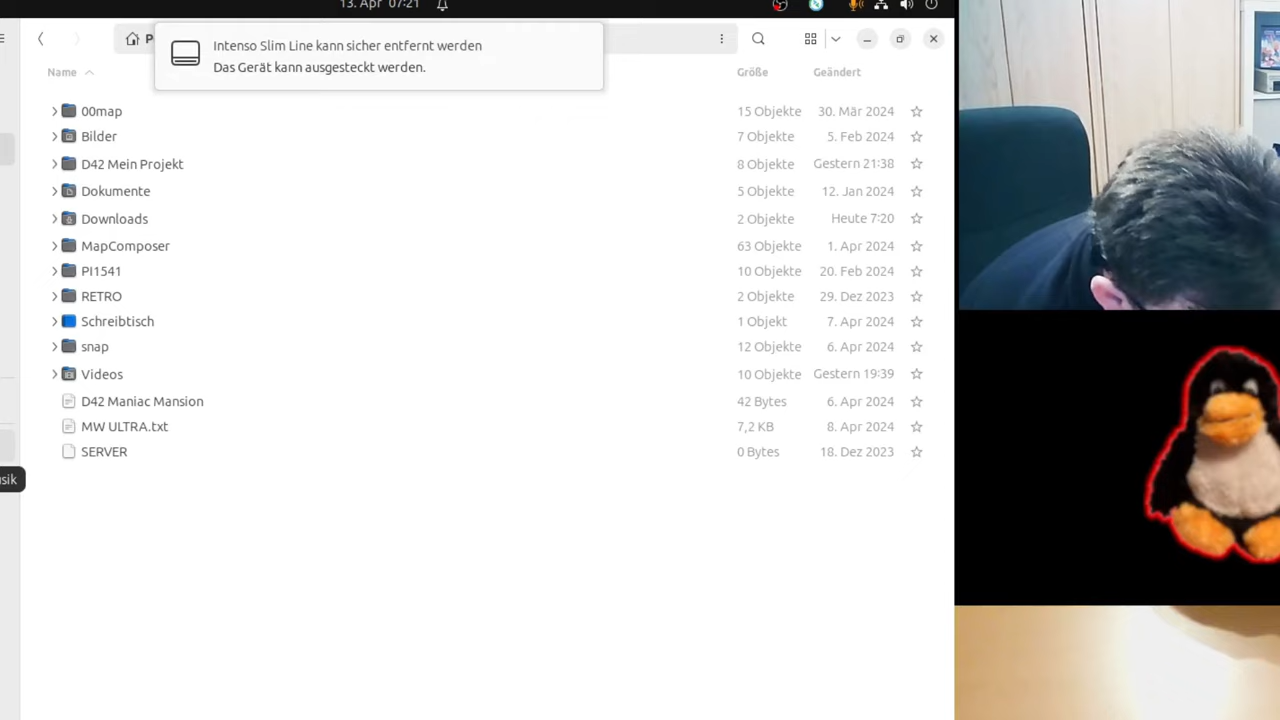 13. Apr 07:21
P
Intenso Slim Line kann sicher entfernt werden
Das Gerät kann ausgesteckt werden.
Name Größe Geändert
00map 15 Objekte 30. Mär 2024
Bilder 7 Objekte 5. Feb 2024
D42 Mein Projekt 8 Objekte Gestern 21:38
Dokumente 5 Objekte 12. Jan 2024
Downloads 2 Objekte Heute 7:20
MapComposer 63 Objekte 1. Apr 2024
PI1541 10 Objekte 20. Feb 2024
RETRO 2 Objekte 29. Dez 2023
Schreibtisch 1 Objekt 7. Apr 2024
snap 12 Objekte 6. Apr 2024
Videos 10 Objekte Gestern 19:39
D42 Maniac Mansion 42 Bytes 6. Apr 2024
MW ULTRA.txt 7,2 KB 8. Apr 2024
SERVER 0 Bytes 18. Dez 2023
sik